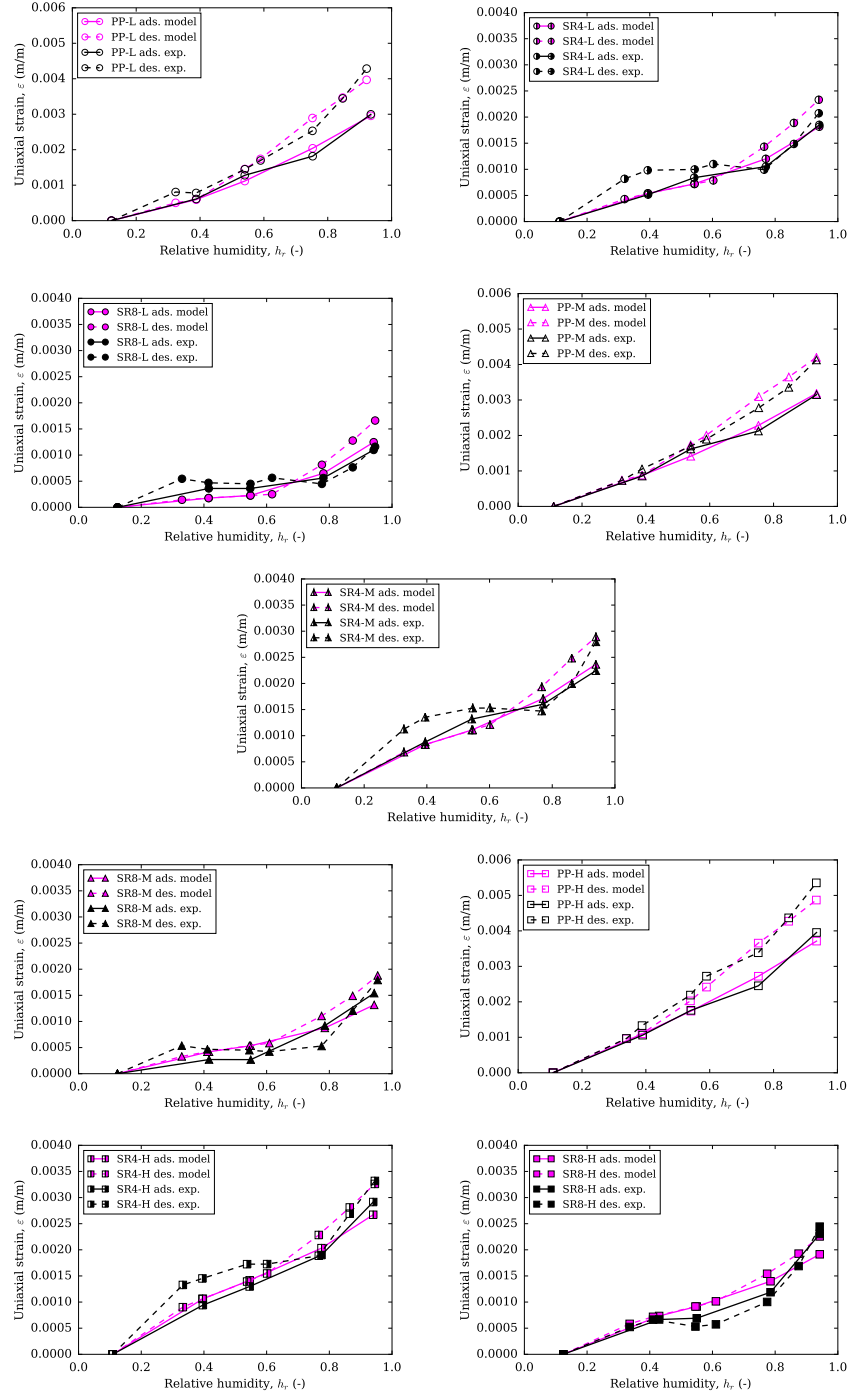 0.006
0.005
0.004
0.003
0.002
0.001
0.000
Uniaxial strain, ε (m/m)
PP-L ads. model
PP-L des. model
PP-L ads. exp.
PP-L des. exp.
0.0 0.2 0.4 0.6 0.8 1.0
Relative humidity, hr (-)
0.0040
0.0035
0.0030
0.0025
0.0020
0.0015
0.0010
0.0005
0.0000
Uniaxial strain, ε (m/m)
SR4-L ads. model
SR4-L des. model
SR4-L ads. exp.
SR4-L des. exp.
0.0 0.2 0.4 0.6 0.8 1.0
Relative humidity, hr (-)
0.0040
0.0035
0.0030
0.0025
0.0020
0.0015
0.0010
0.0005
0.0000
Uniaxial strain, ε (m/m)
SR8-L ads. model
SR8-L des. model
SR8-L ads. exp.
SR8-L des. exp.
0.0 0.2 0.4 0.6 0.8 1.0
Relative humidity, hr (-)
0.006
0.005
0.004
0.003
0.002
0.001
0.000
Uniaxial strain, ε (m/m)
PP-M ads. model
PP-M des. model
PP-M ads. exp.
PP-M des. exp.
0.0 0.2 0.4 0.6 0.8 1.0
Relative humidity, hr (-)
0.0040
0.0035
0.0030
0.0025
0.0020
0.0015
0.0010
0.0005
0.0000
Uniaxial strain, ε (m/m)
SR4-M ads. model
SR4-M des. model
SR4-M ads. exp.
SR4-M des. exp.
0.0 0.2 0.4 0.6 0.8 1.0
Relative humidity, hr (-)
0.0040
0.0035
0.0030
0.0025
0.0020
0.0015
0.0010
0.0005
0.0000
Uniaxial strain, ε (m/m)
SR8-M ads. model
SR8-M des. model
SR8-M ads. exp.
SR8-M des. exp.
0.0 0.2 0.4 0.6 0.8 1.0
Relative humidity, hr (-)
0.006
0.005
0.004
0.003
0.002
0.001
0.000
Uniaxial strain, ε (m/m)
PP-H ads. model
PP-H des. model
PP-H ads. exp.
PP-H des. exp.
0.0 0.2 0.4 0.6 0.8 1.0
Relative humidity, hr (-)
0.0040
0.0035
0.0030
0.0025
0.0020
0.0015
0.0010
0.0005
0.0000
Uniaxial strain, ε (m/m)
SR4-H ads. model
SR4-H des. model
SR4-H ads. exp.
SR4-H des. exp.
0.0 0.2 0.4 0.6 0.8 1.0
Relative humidity, hr (-)
0.0040
0.0035
0.0030
0.0025
0.0020
0.0015
0.0010
0.0005
0.0000
Uniaxial strain, ε (m/m)
SR8-H ads. model
SR8-H des. model
SR8-H ads. exp.
SR8-H des. exp.
0.0 0.2 0.4 0.6 0.8 1.0
Relative humidity, hr (-)